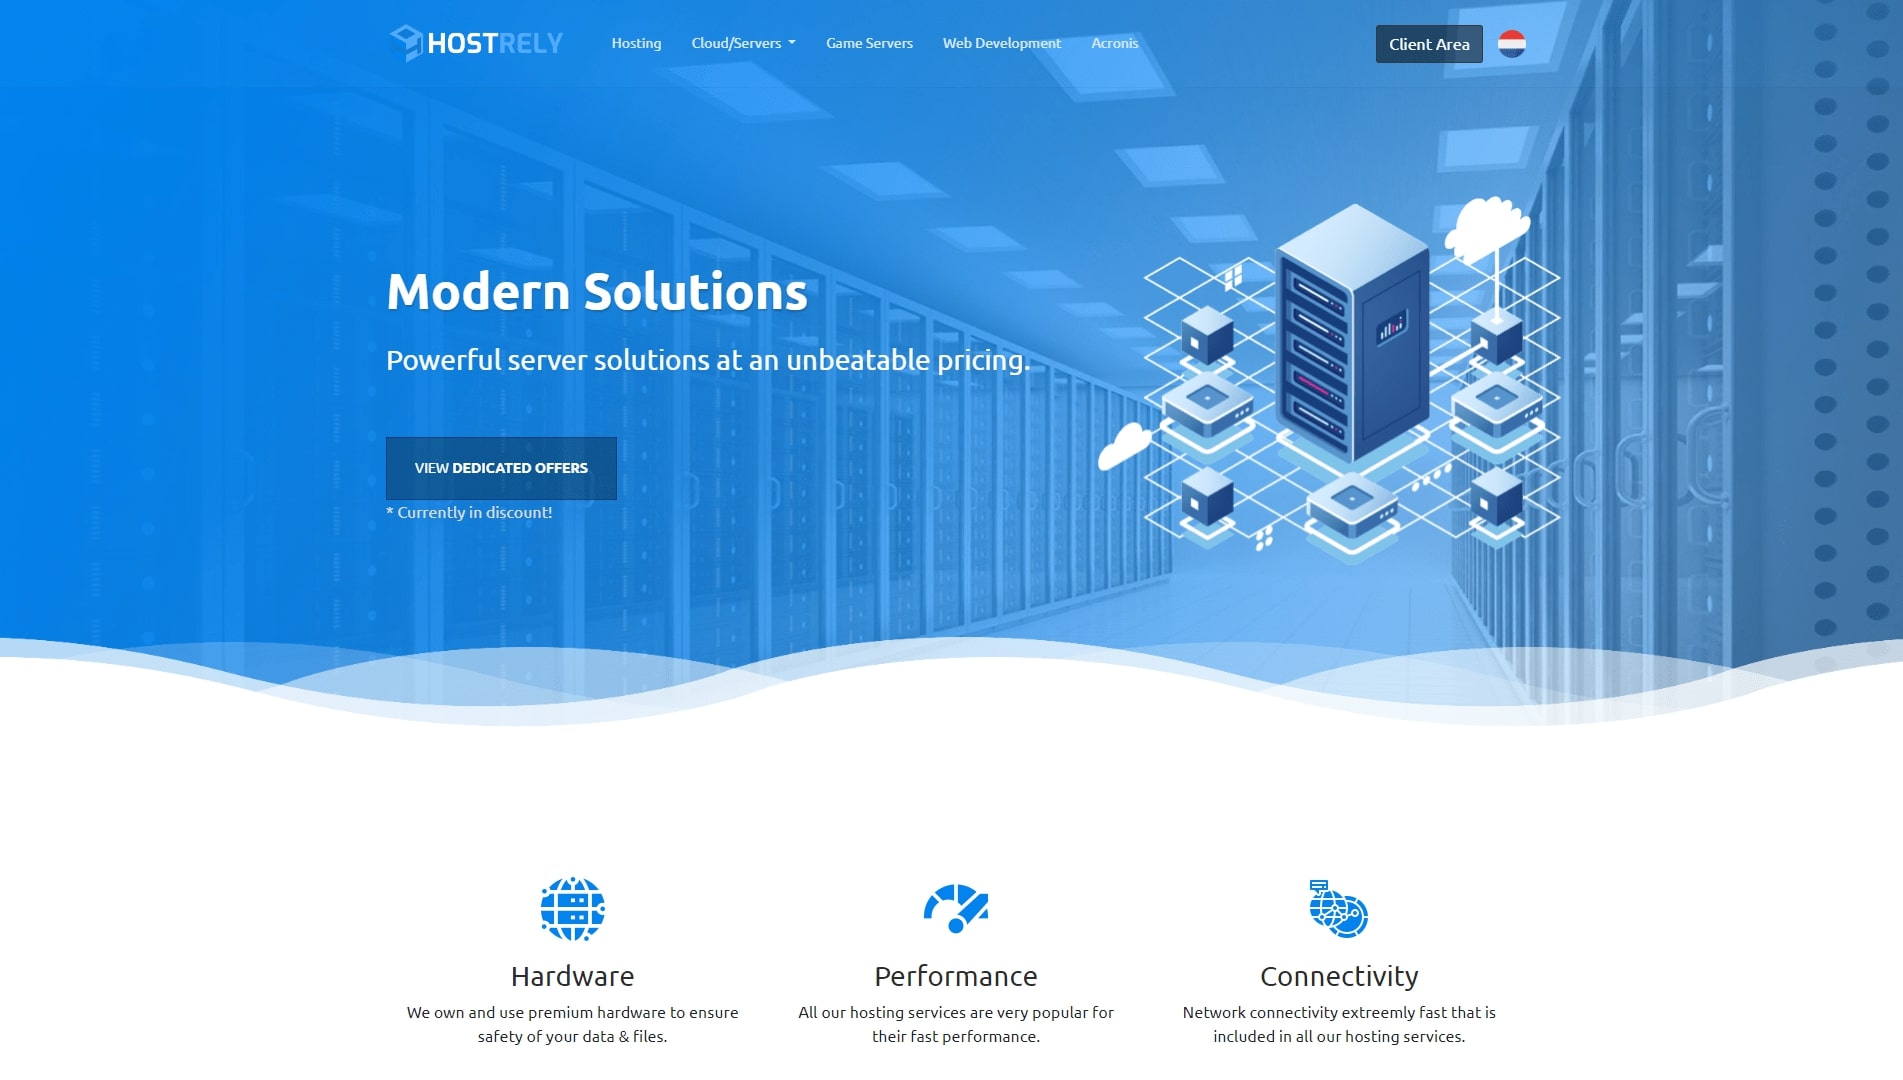 HOSTRELY
Hosting
Cloud/Servers
Game Servers
Web Development
Acronis
Client Area
Modern Solutions
Powerful server solutions at an unbeatable pricing.
VIEW DEDICATED OFFERS
* Currently in discount!
Hardware
We own and use premium hardware to ensure
safety of your data & files.
Performance
All our hosting services are very popular for
their fast performance.
Connectivity
Network connectivity extreemly fast that is
included in all our hosting services.